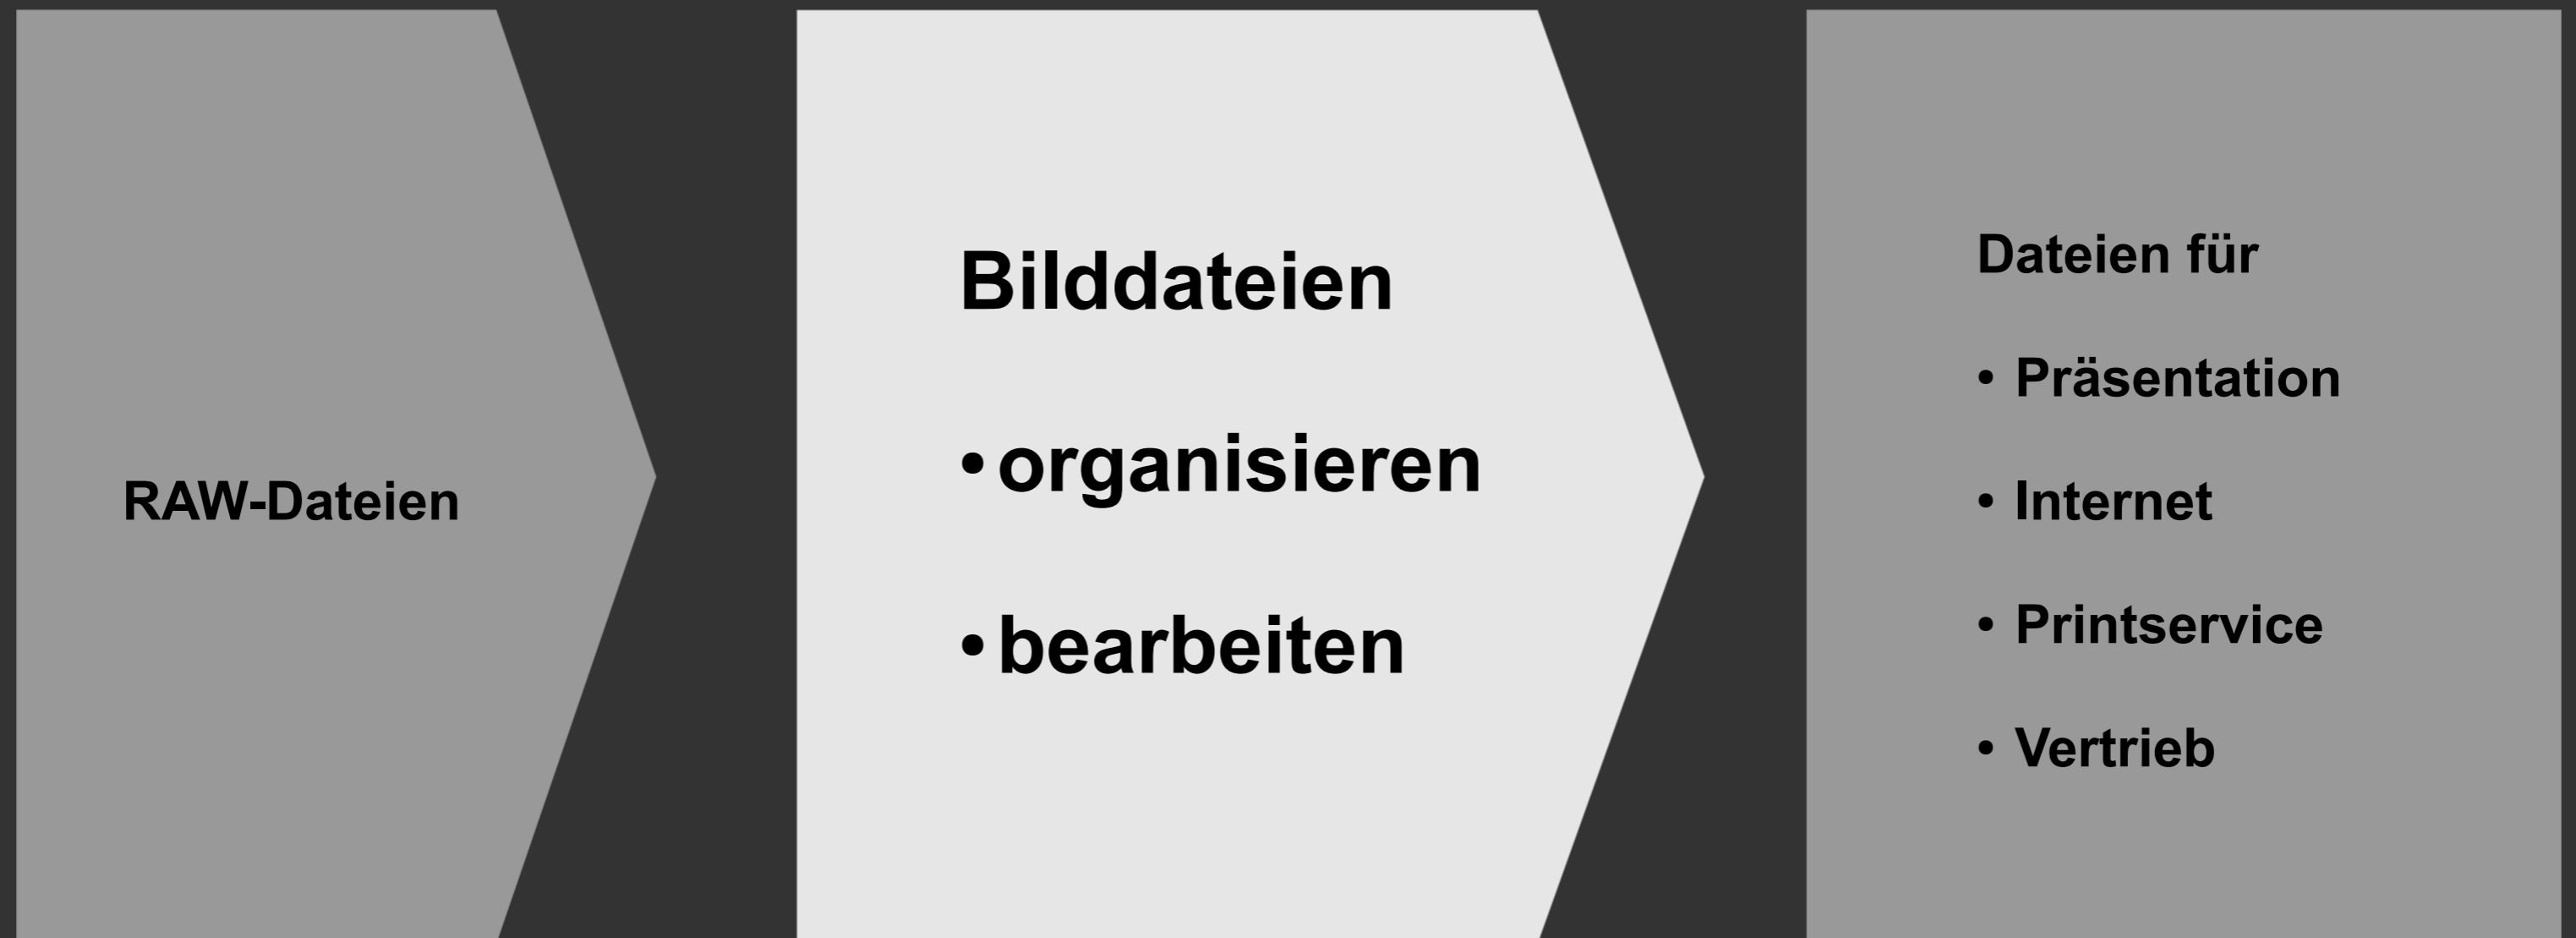 RAW-Dateien
Bilddateien
• organisieren
• bearbeiten
Dateien für
• Präsentation
• Internet
• Printservice
• Vertrieb